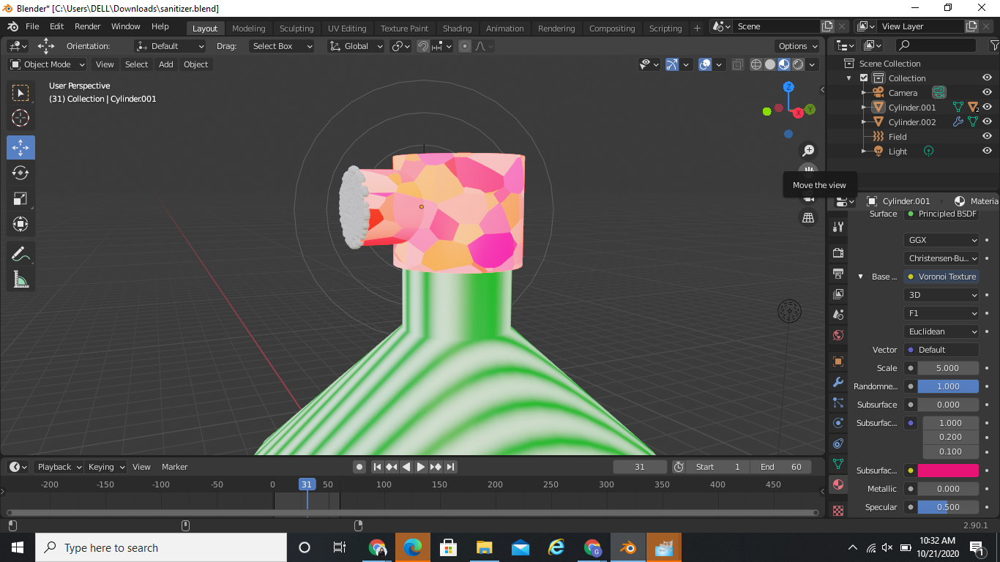 Blender* [C:\Users\DELL\Downloads\sanitizer.blend]
File Edit Render Window Help Layout Modeling Sculpting UV Editing Texture Paint Shading Animation Rendering Compositing Scripting + Scene View Layer
Orientation: Default Drag: Select Box Global Options
Object Mode View Select Add Object
User Perspective
(31) Collection | Cylinder.001
Z
X
Y
Move the view
Scene Collection
Collection
Camera
Cylinder.001 2
Cylinder.002
Field
Light
Cylinder.001 Materia
Surface Principled BSDF
GGX
Christensen-Bu...
Base ... Voronoi Texture
3D
F1
Euclidean
Vector Default
Scale 5.000
Randomne... 1.000
Subsurface 0.000
Subsurfac... 1.000
0.200
0.100
Subsurfac...
Metallic 0.000
Specular 0.500
Playback Keying View Marker 31 Start 1 End 60
-200 -150 -100 -50 0 31 50 100 150 200 250 300 350 400 450
2.90.1
Type here to search
G
10:32 AM
10/21/2020
1